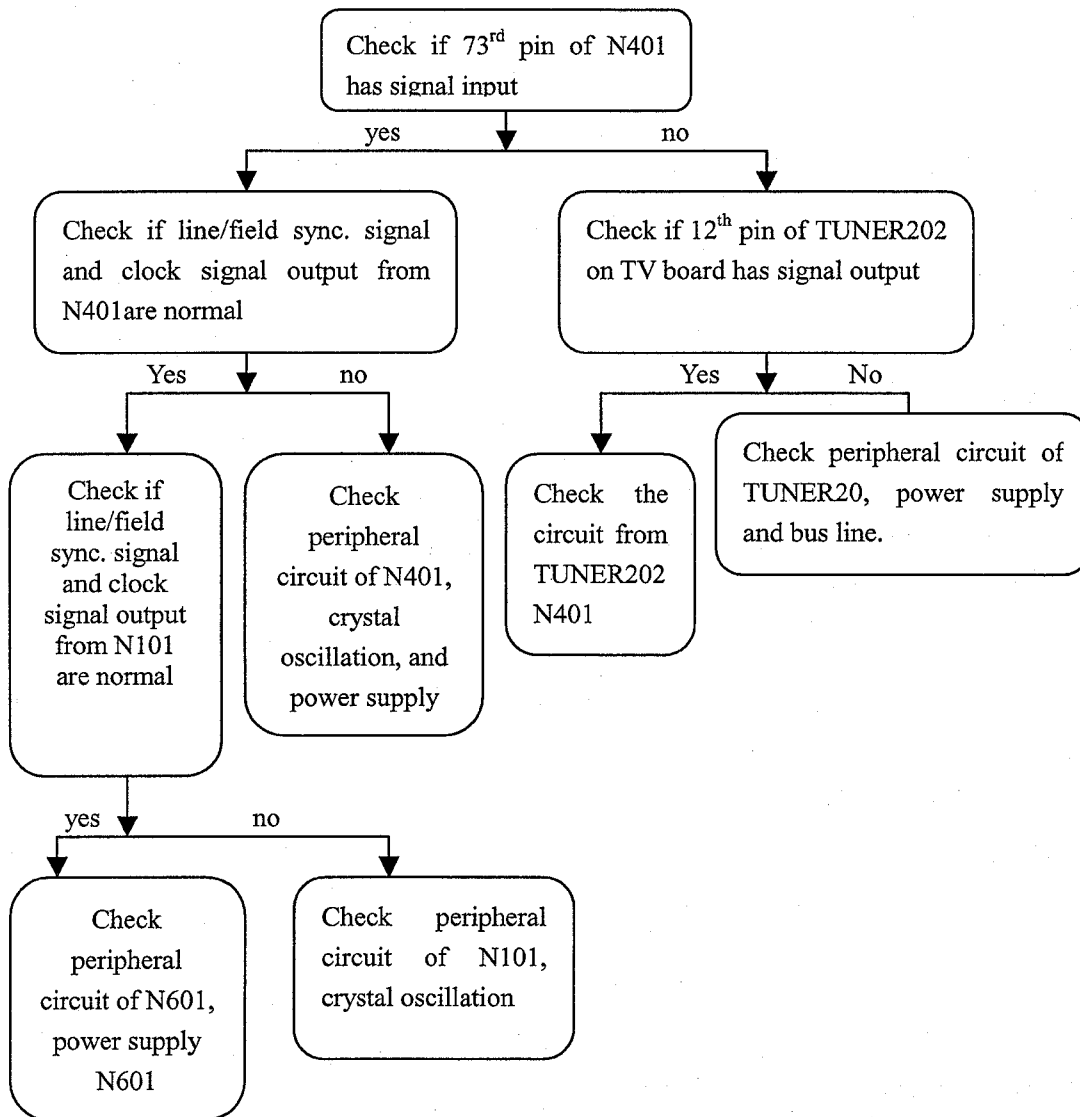 Check if 73rd pin of N401
has signal input
yes
no
Check if line/field sync. signal
and clock signal output from
N401are normal
Check if 12th pin of TUNER202
on TV board has signal output
Yes
no
Yes
No
Check if
line/field
sync. signal
and clock
signal output
from N101
are normal
Check
peripheral
circuit of N401,
crystal
oscillation, and
power supply
Check the
circuit from
TUNER202
N401
Check peripheral circuit of
TUNER20, power supply
and bus line.
yes
no
Check
peripheral
circuit of N601,
power supply
N601
Check peripheral
circuit of N101,
crystal oscillation